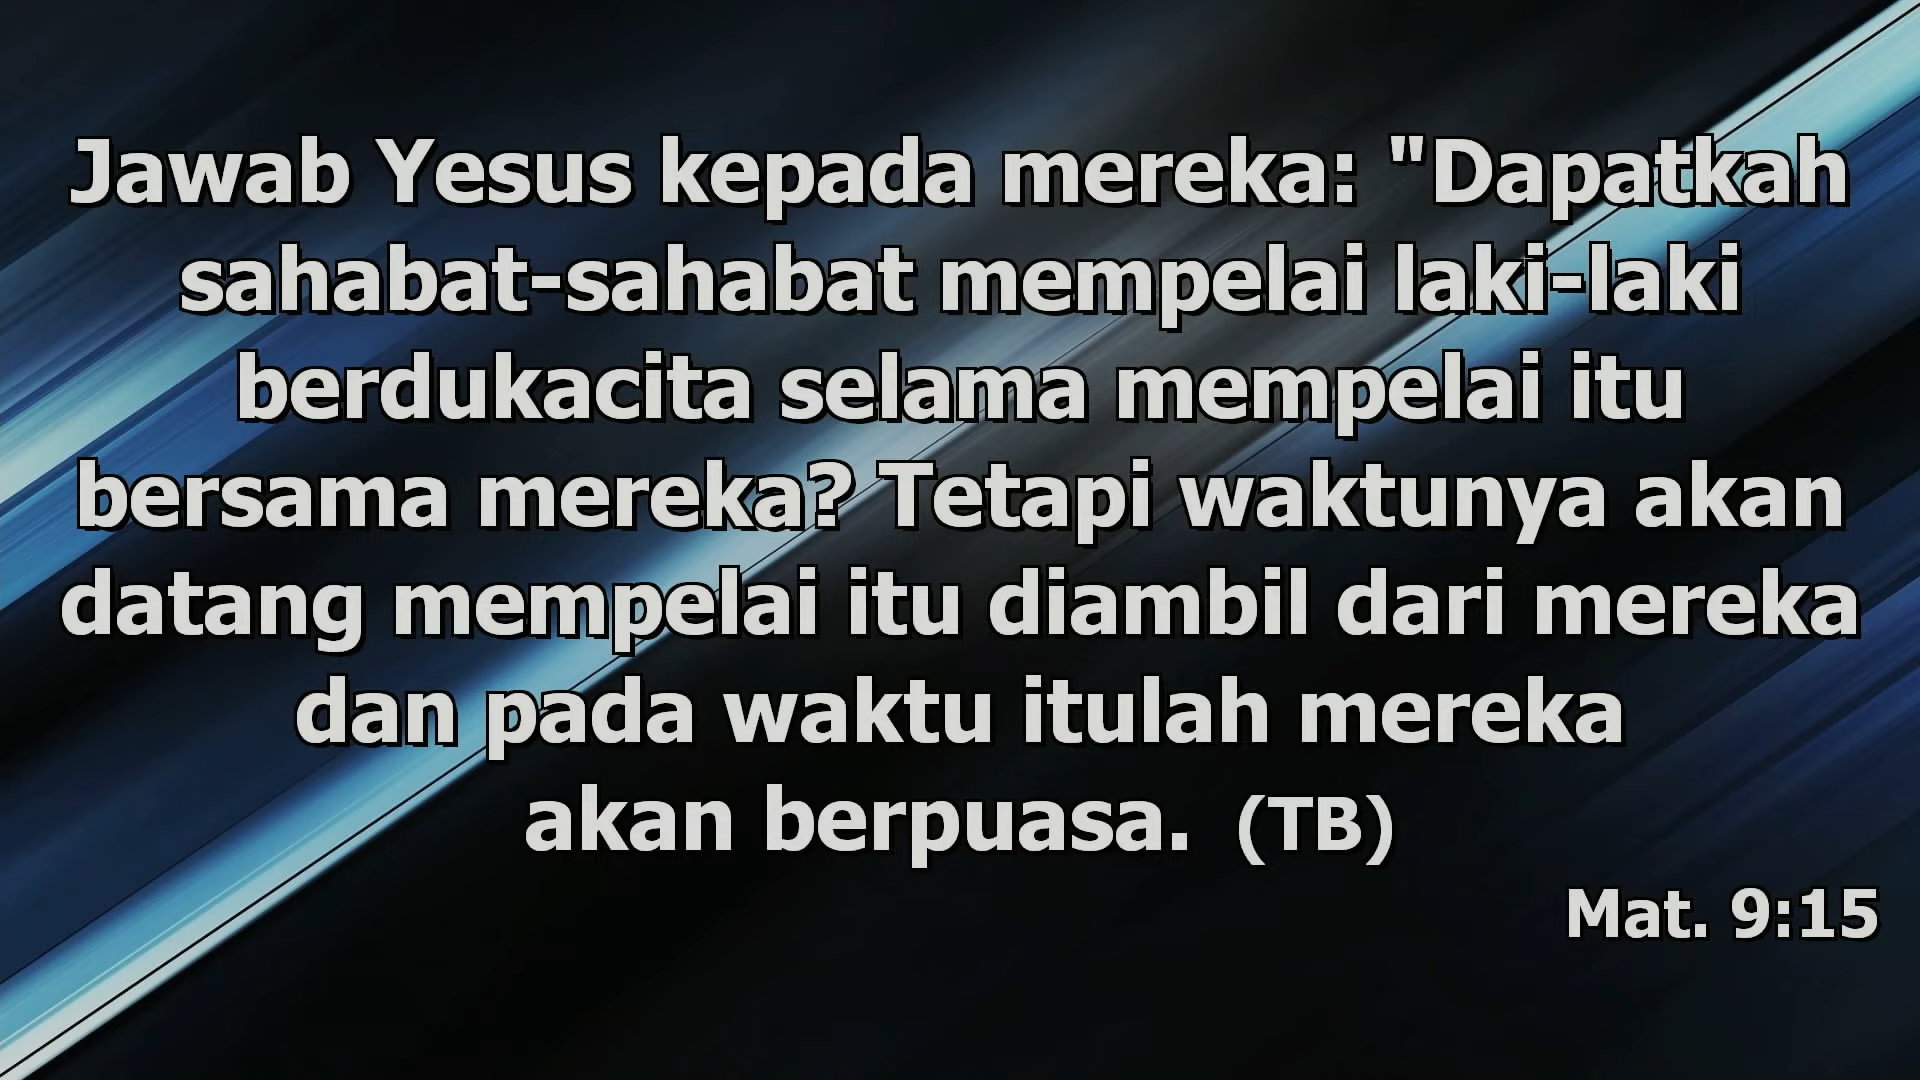 Jawab Yesus kepada mereka: "Dapatkah
sahabat-sahabat mempelai laki-laki
berdukacita selama mempelai itu
bersama mereka? Tetapi waktunya akan
datang mempelai itu diambil dari mereka
dan pada waktu itulah mereka
akan berpuasa. (TB)
Mat. 9:15